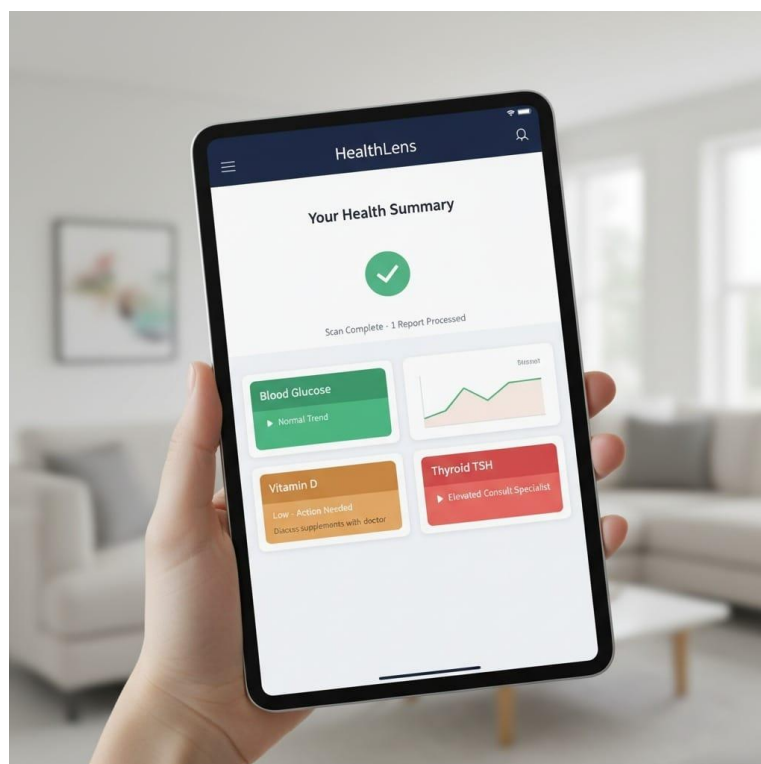 HealthLens
Your Health Summary
Scan Complete - 1 Report Processed
Blood Glucose
Normal Trend
Vitamin D
Low - Action Needed
Discuss supplements with doctor
Thyroid TSH
Elevated Consult Specialist